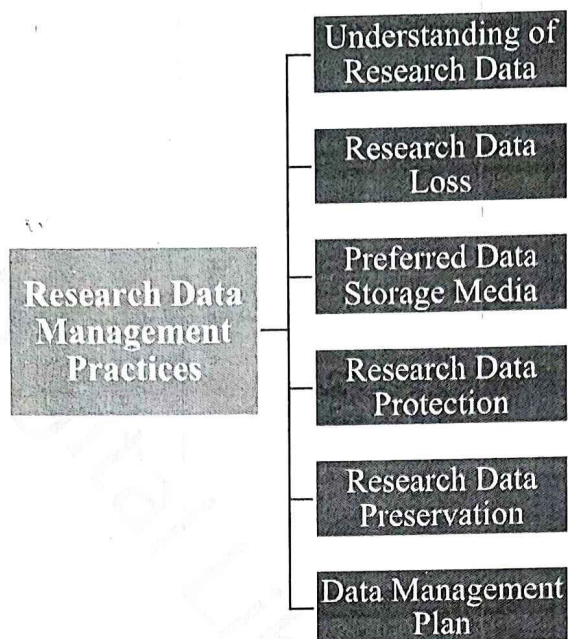 Research Data
Management
Practices
Understanding of
Research Data
Research Data
Loss
Preferred Data
Storage Media
Research Data
Protection
Research Data
Preservation
Data Management
Plan